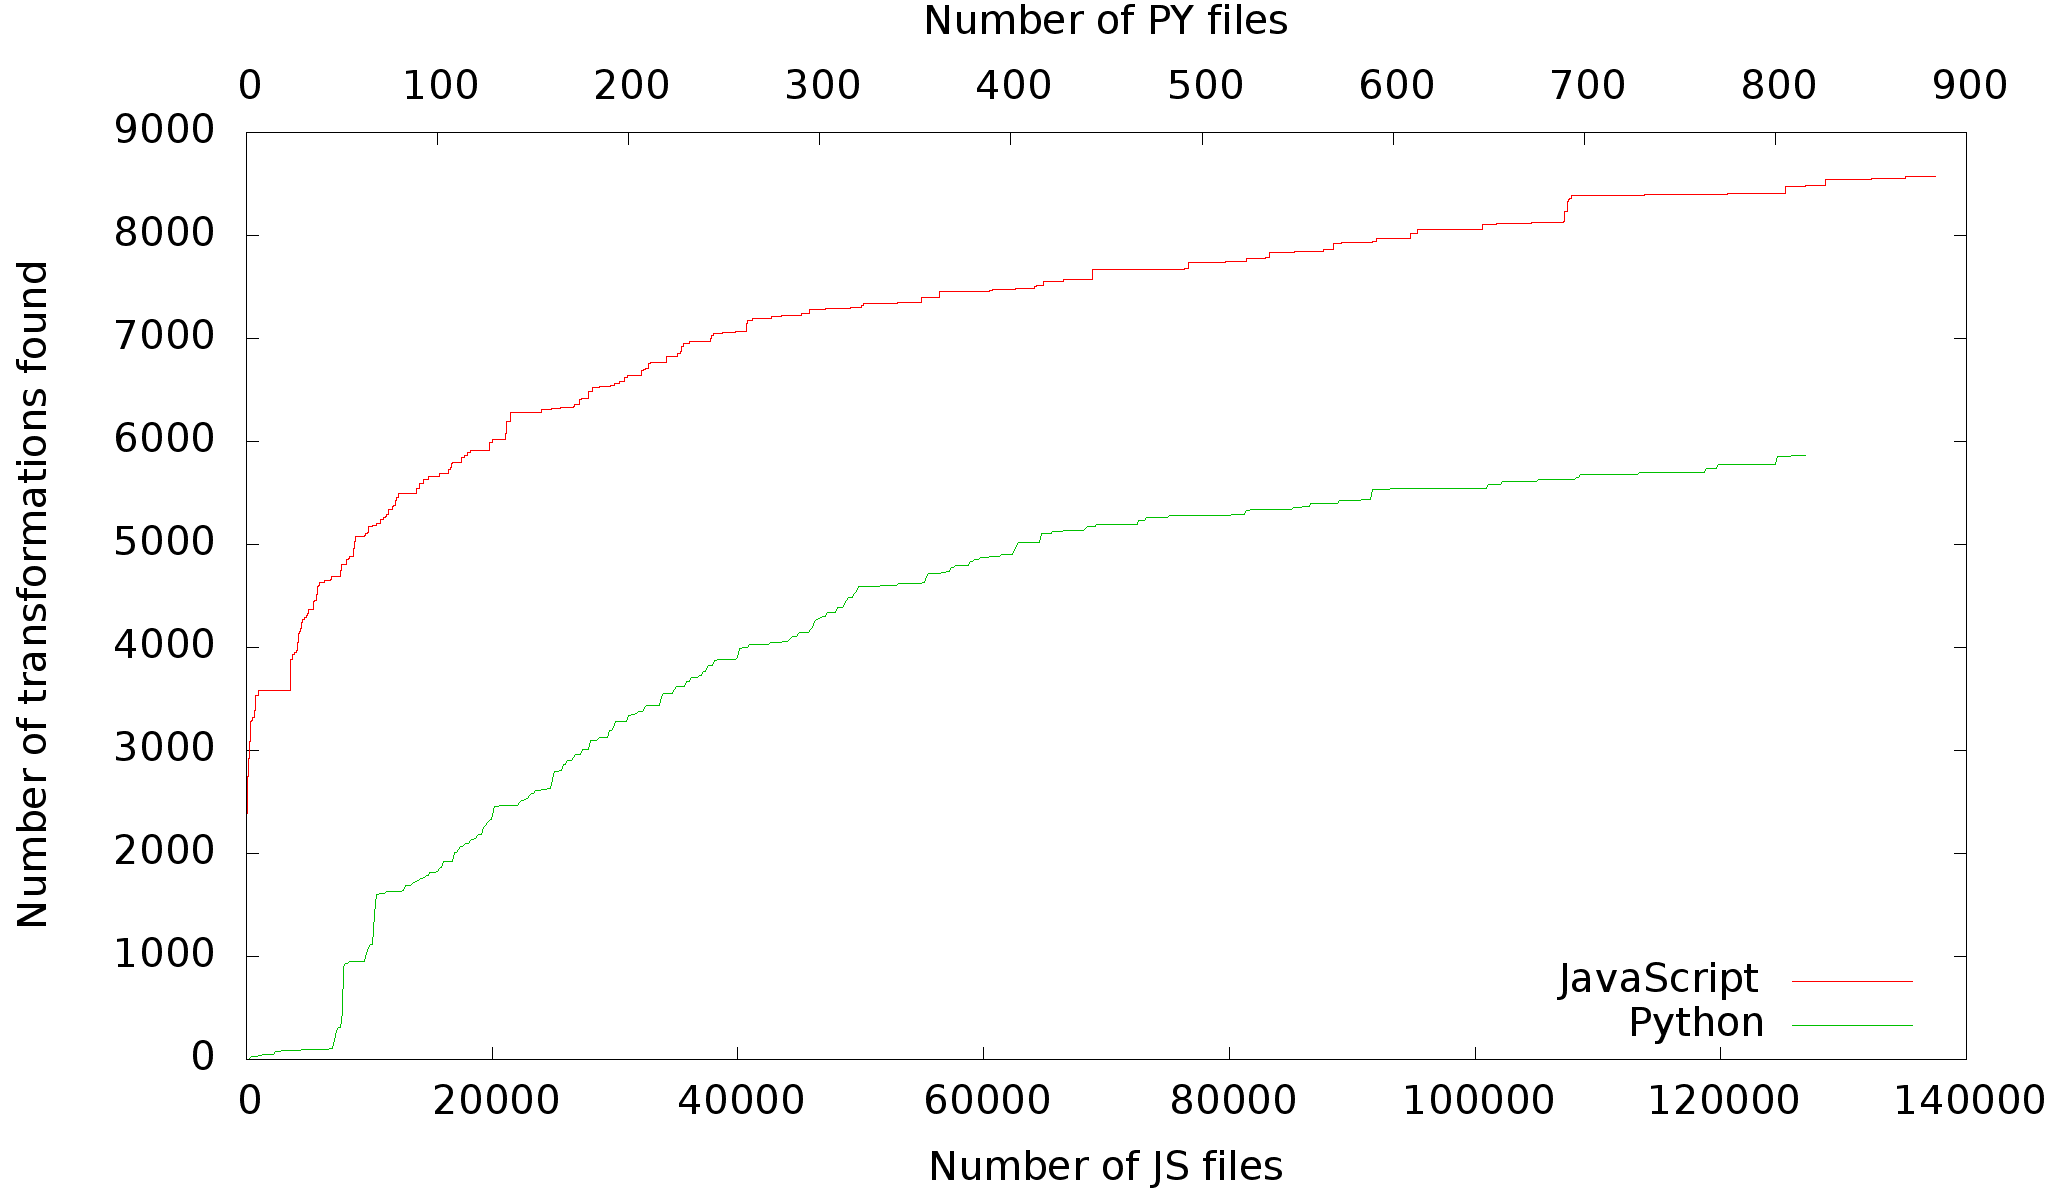 Number of PY files
0 100 200 300 400 500 600 700 800 900
9000
8000
7000
6000
5000
4000
3000
2000
1000
0
Number of transformations found
JavaScript
Python
0 20000 40000 60000 80000 100000 120000 140000
Number of JS files